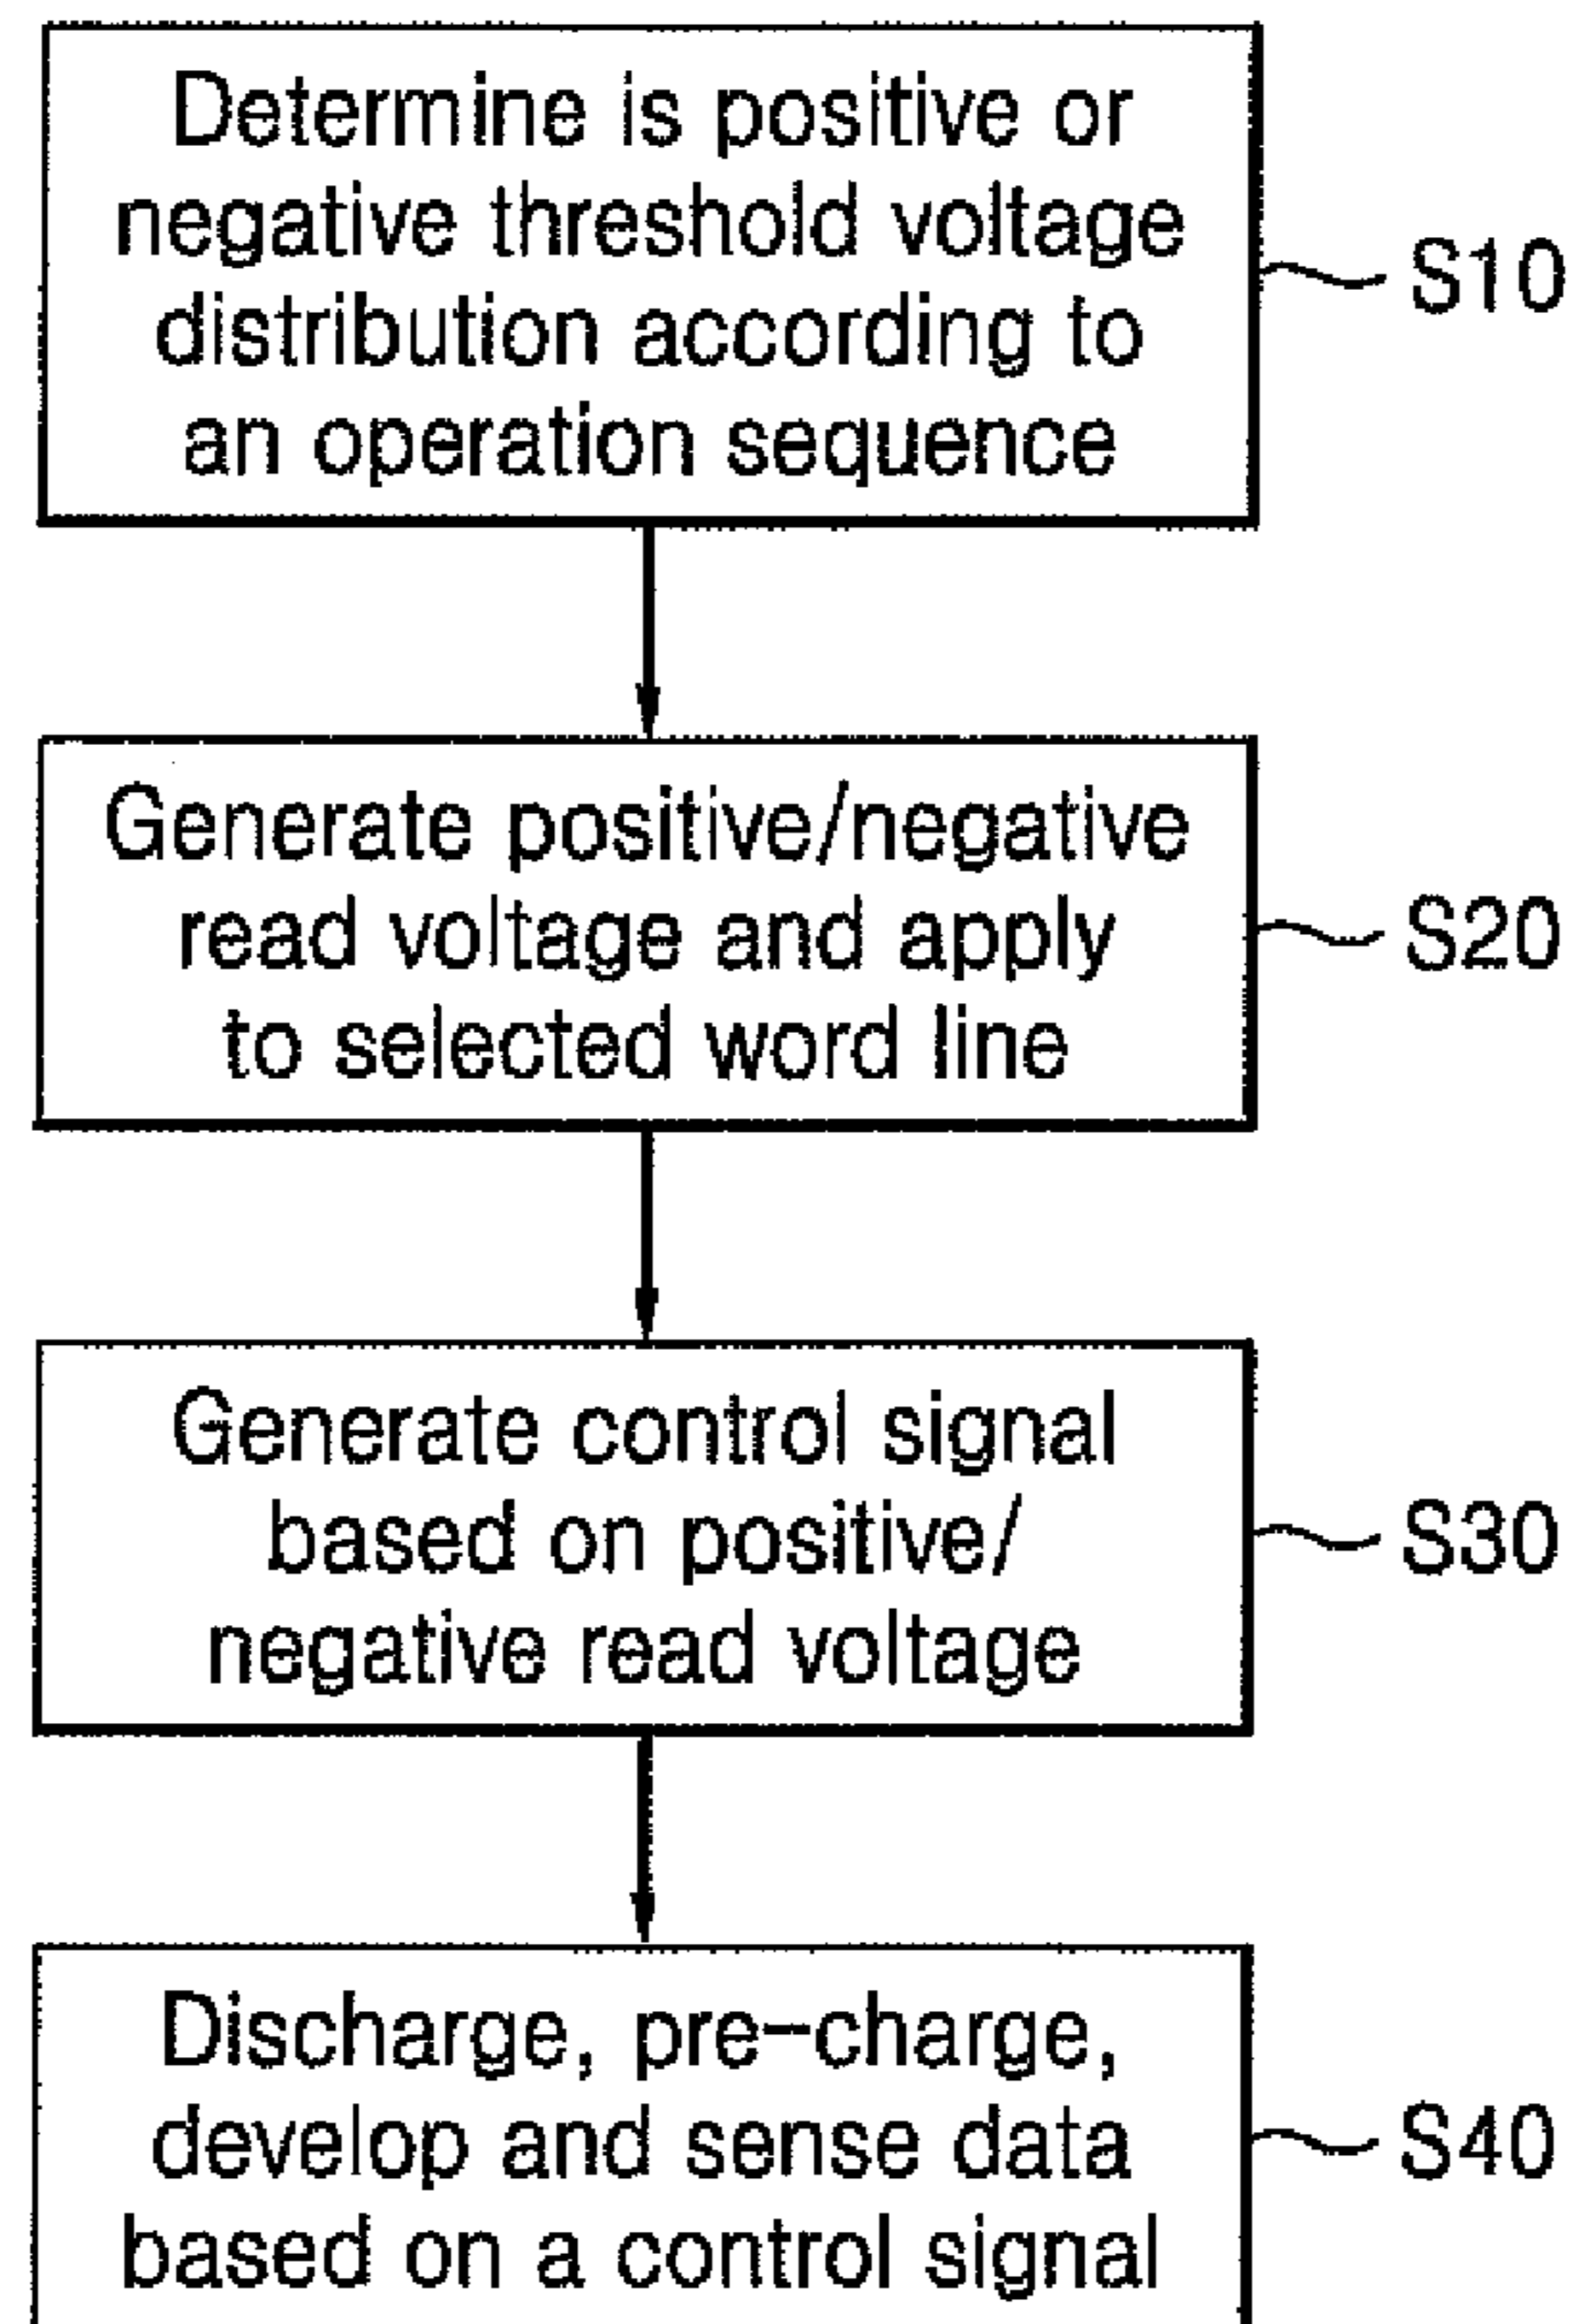 Determine is positive or
negative threshold voltage
distribution according to
an operation sequence
S10
Generate positive/negative
read voltage and apply
to selected word line
S20
Generate control signal
based on positive/
negative read voltage
S30
Discharge, pre-charge,
develop and sense data
based on a control signal
S40